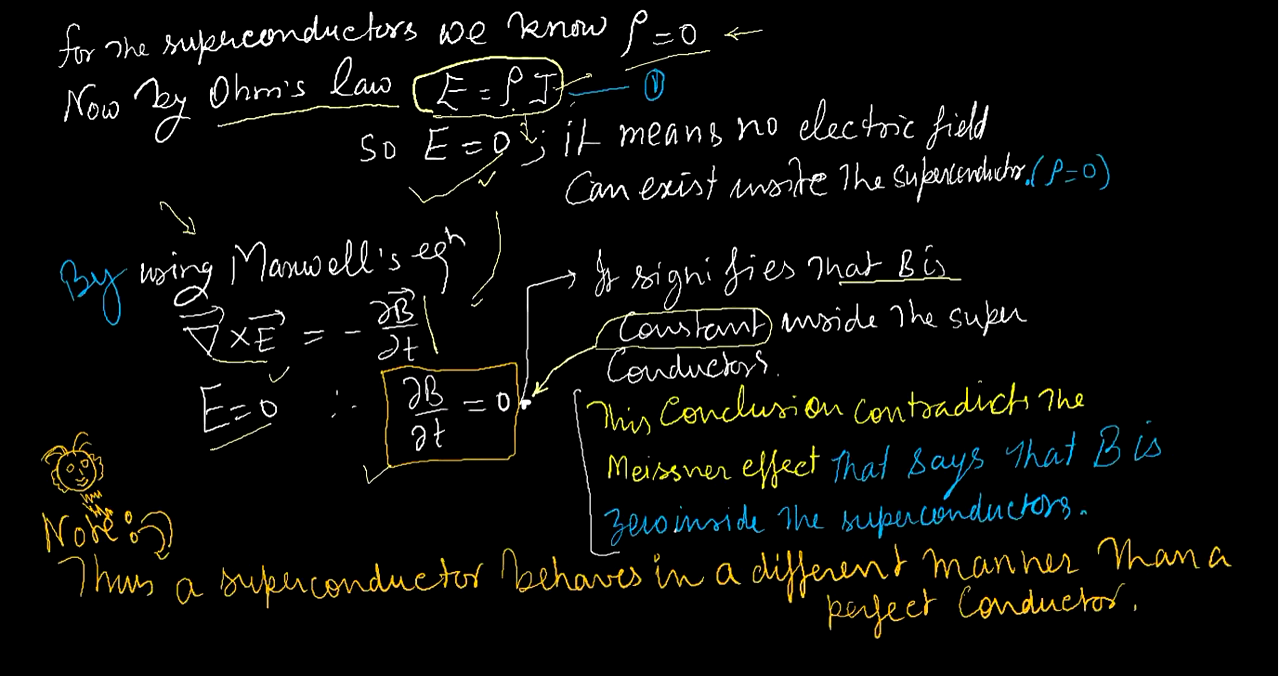 for the superconductors we know ρ = 0 ←
Now by Ohm's law E = ρ J ①
So E = 0 ; it means no electric field
Can exist inside the superconductor. (ρ = 0)
By using Maxwell's eqn
∇ × E = - ∂B/∂t
E = 0 ∴ ∂B/∂t = 0
It signifies that B is
Constant inside the super
Conductors.
This Conclusion contradicts the
Meissner effect that says that B is
zero inside the superconductors.
Note :-)
Thus a superconductor behaves in a different manner than a
perfect conductor.